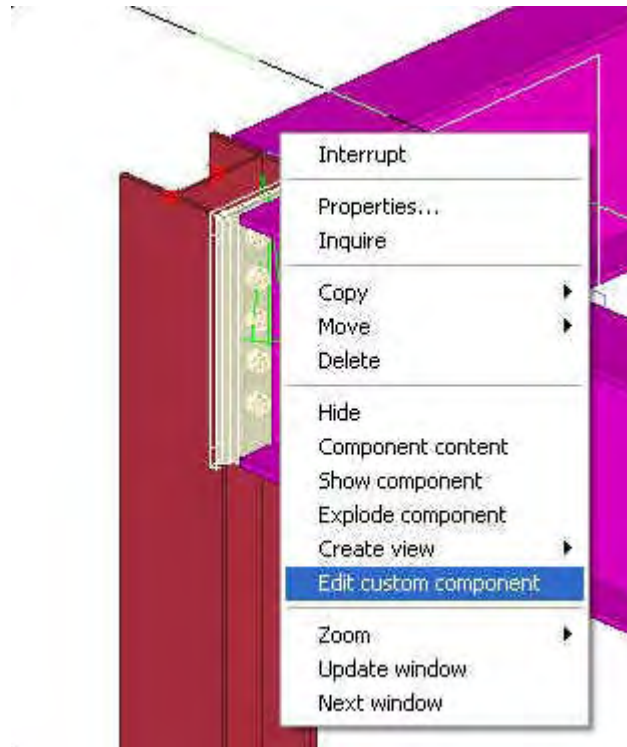 Interrupt
Properties...
Inquire
Copy
Move
Delete
Hide
Component content
Show component
Explode component
Create view
Edit custom component
Zoom
Update window
Next window